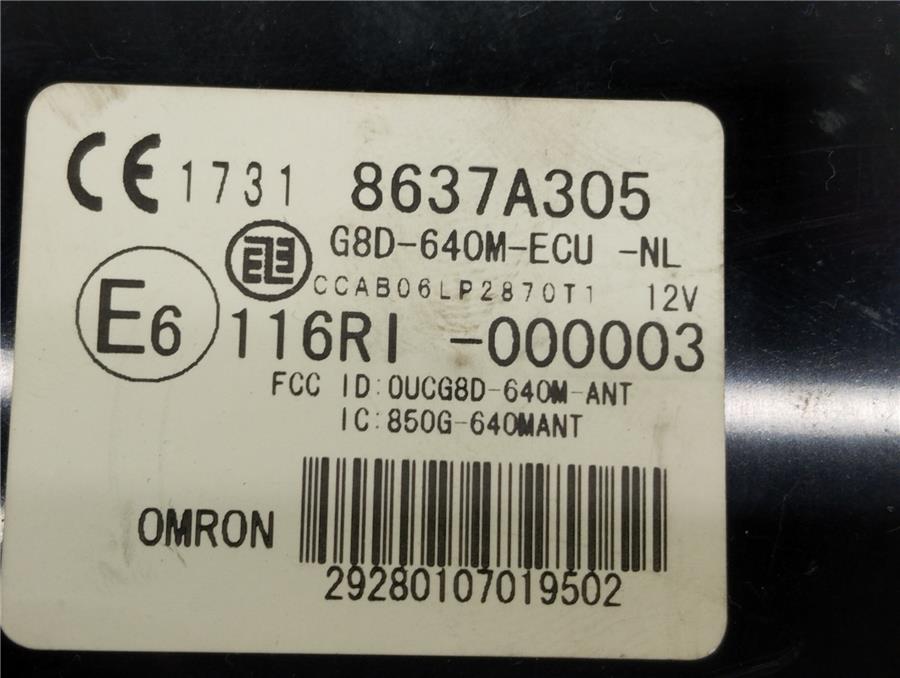 CE 1731 8637A305
G8D-640M-ECU -NL
CCAB06LP2870T1 12V
E6 116RI -000003
FCC ID:OUCG8D-640M-ANT
IC:850G-640MANT
OMRON
29280107019502